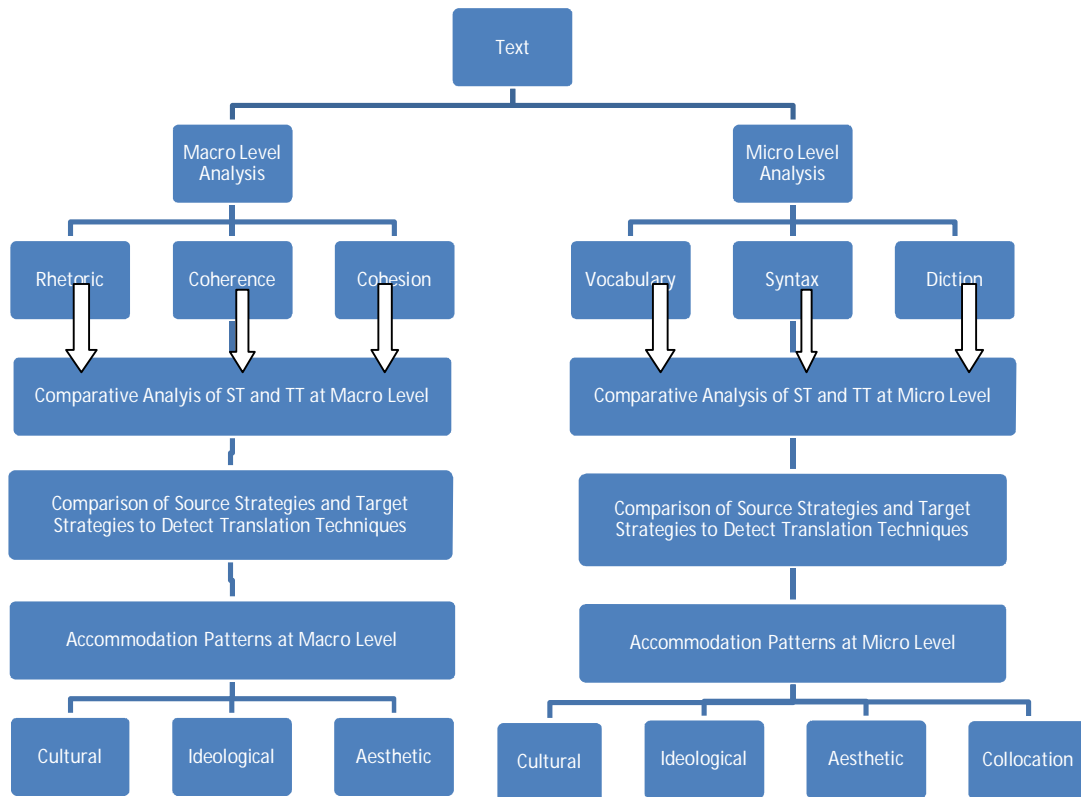 Text
Macro Level
Analysis
Micro Level
Analysis
Rhetoric
Coherence
Cohesion
Vocabulary
Syntax
Diction
Comparative Analyis of ST and TT at Macro Level
Comparative Analysis of ST and TT at Micro Level
Comparison of Source Strategies and Target
Strategies to Detect Translation Techniques
Comparison of Source Strategies and Target
Strategies to Detect Translation Techniques
Accommodation Patterns at Macro Level
Accommodation Patterns at Micro Level
Cultural
Ideological
Aesthetic
Cultural
Ideological
Aesthetic
Collocation